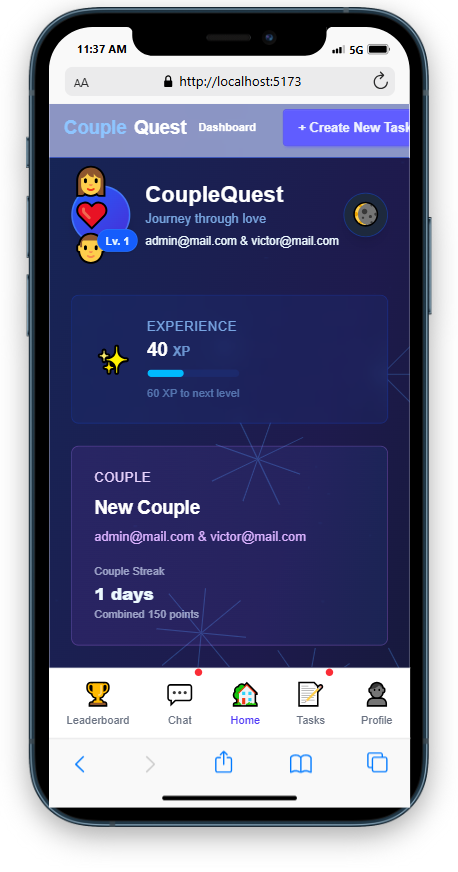 11:37 AM 5G
AA http://localhost:5173
Couple Quest Dashboard + Create New Task
CoupleQuest
Journey through love
Lv. 1 admin@mail.com & victor@mail.com
EXPERIENCE
40 XP
60 XP to next level
COUPLE
New Couple
admin@mail.com & victor@mail.com
Couple Streak
1 days
Combined 150 points
Leaderboard Chat Home Tasks Profile